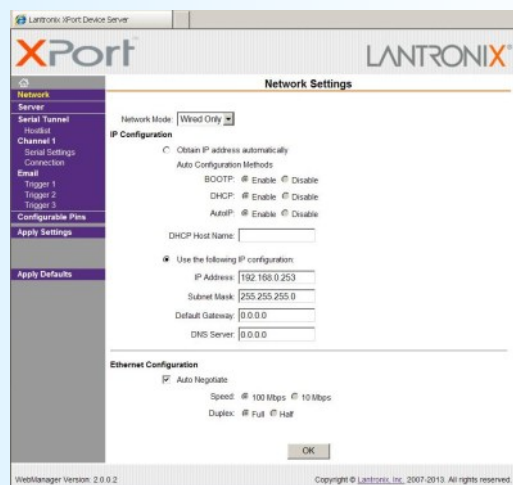 Lantronix XPort Device Server
XPort
LANTRONIX®
Network
Server
Serial Tunnel
Hostlist
Channel 1
Serial Settings
Connection
Email
Trigger 1
Trigger 2
Trigger 3
Configurable Pins
Apply Settings
Apply Defaults
Network Settings
Network Mode: Wired Only
IP Configuration
Obtain IP address automatically
Auto Configuration Methods
BOOTP: Enable Disable
DHCP: Enable Disable
AutoIP: Enable Disable
DHCP Host Name:
Use the following IP configuration:
IP Address: 192.168.0.253
Subnet Mask: 255.255.255.0
Default Gateway: 0.0.0.0
DNS Server: 0.0.0.0
Ethernet Configuration
Auto Negotiate
Speed: 100 Mbps 10 Mbps
Duplex: Full Half
OK
WebManager Version: 2.0.0.2
Copyright © Lantronix, Inc. 2007-2013. All rights reserved.